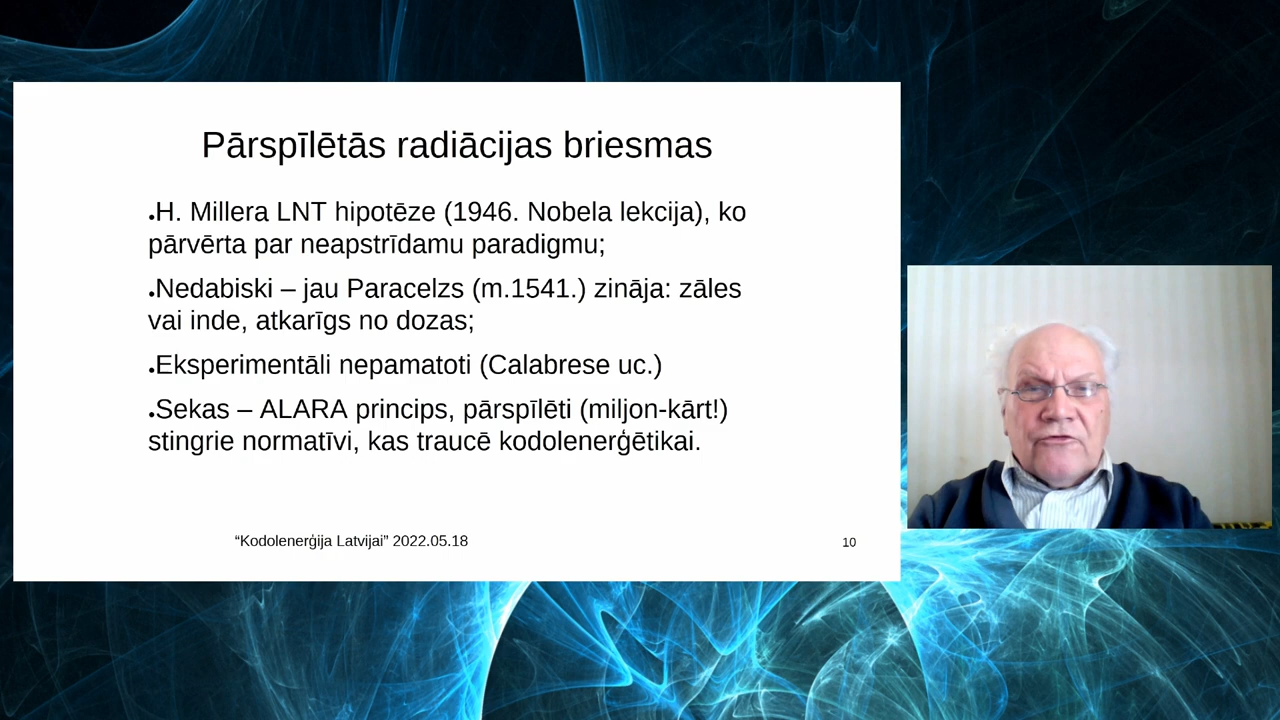 Pārspīlētās radiācijas briesmas
•H. Millera LNT hipotēze (1946. Nobela lekcija), ko
pārvērta par neapstrīdamu paradigmu;
•Nedabiski – jau Paracelzs (m.1541.) zināja: zāles
vai inde, atkarīgs no dozas;
•Eksperimentāli nepamatoti (Calabrese uc.)
•Sekas – ALARA princips, pārspīlēti (miljon-kārt!)
stingrie normatīvi, kas traucē kodolenerģētikai.
“Kodolenerģija Latvijai” 2022.05.18
10